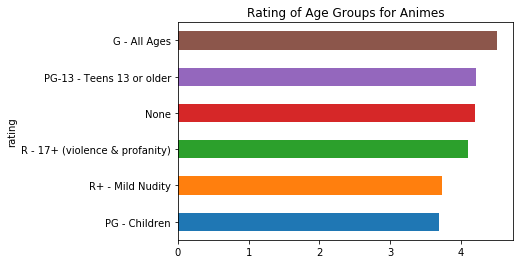 Rating of Age Groups for Animes
G - All Ages
PG-13 - Teens 13 or older
None
R - 17+ (violence & profanity)
R+ - Mild Nudity
PG - Children
rating
0 1 2 3 4